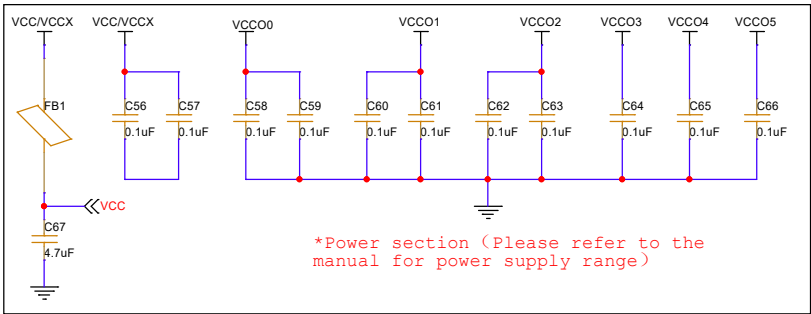 VCC/VCCX VCC/VCCX VCCO0 VCCO1 VCCO2 VCCO3 VCCO4 VCCO5
FB1 C56 C57 C58 C59 C60 C61 C62 C63 C64 C65 C66
0.1uF 0.1uF 0.1uF 0.1uF 0.1uF 0.1uF 0.1uF 0.1uF 0.1uF 0.1uF 0.1uF
VCC
C67
4.7uF
*Power section（Please refer to the
manual for power supply range）